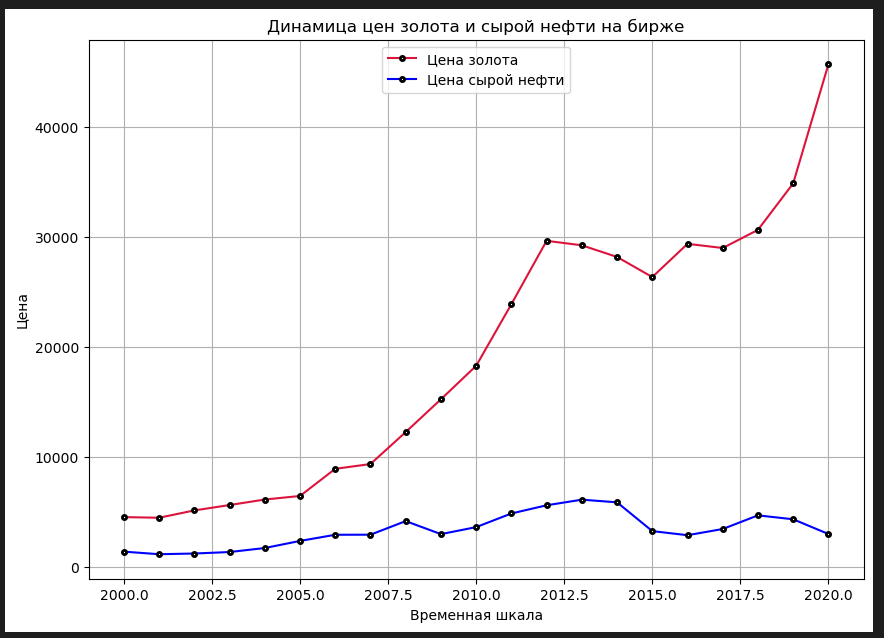 Динамица цен золота и сырой нефти на бирже
Цена золота
Цена сырой нефти
Цена
40000
30000
20000
10000
0
2000.0 2002.5 2005.0 2007.5 2010.0 2012.5 2015.0 2017.5 2020.0
Временная шкала